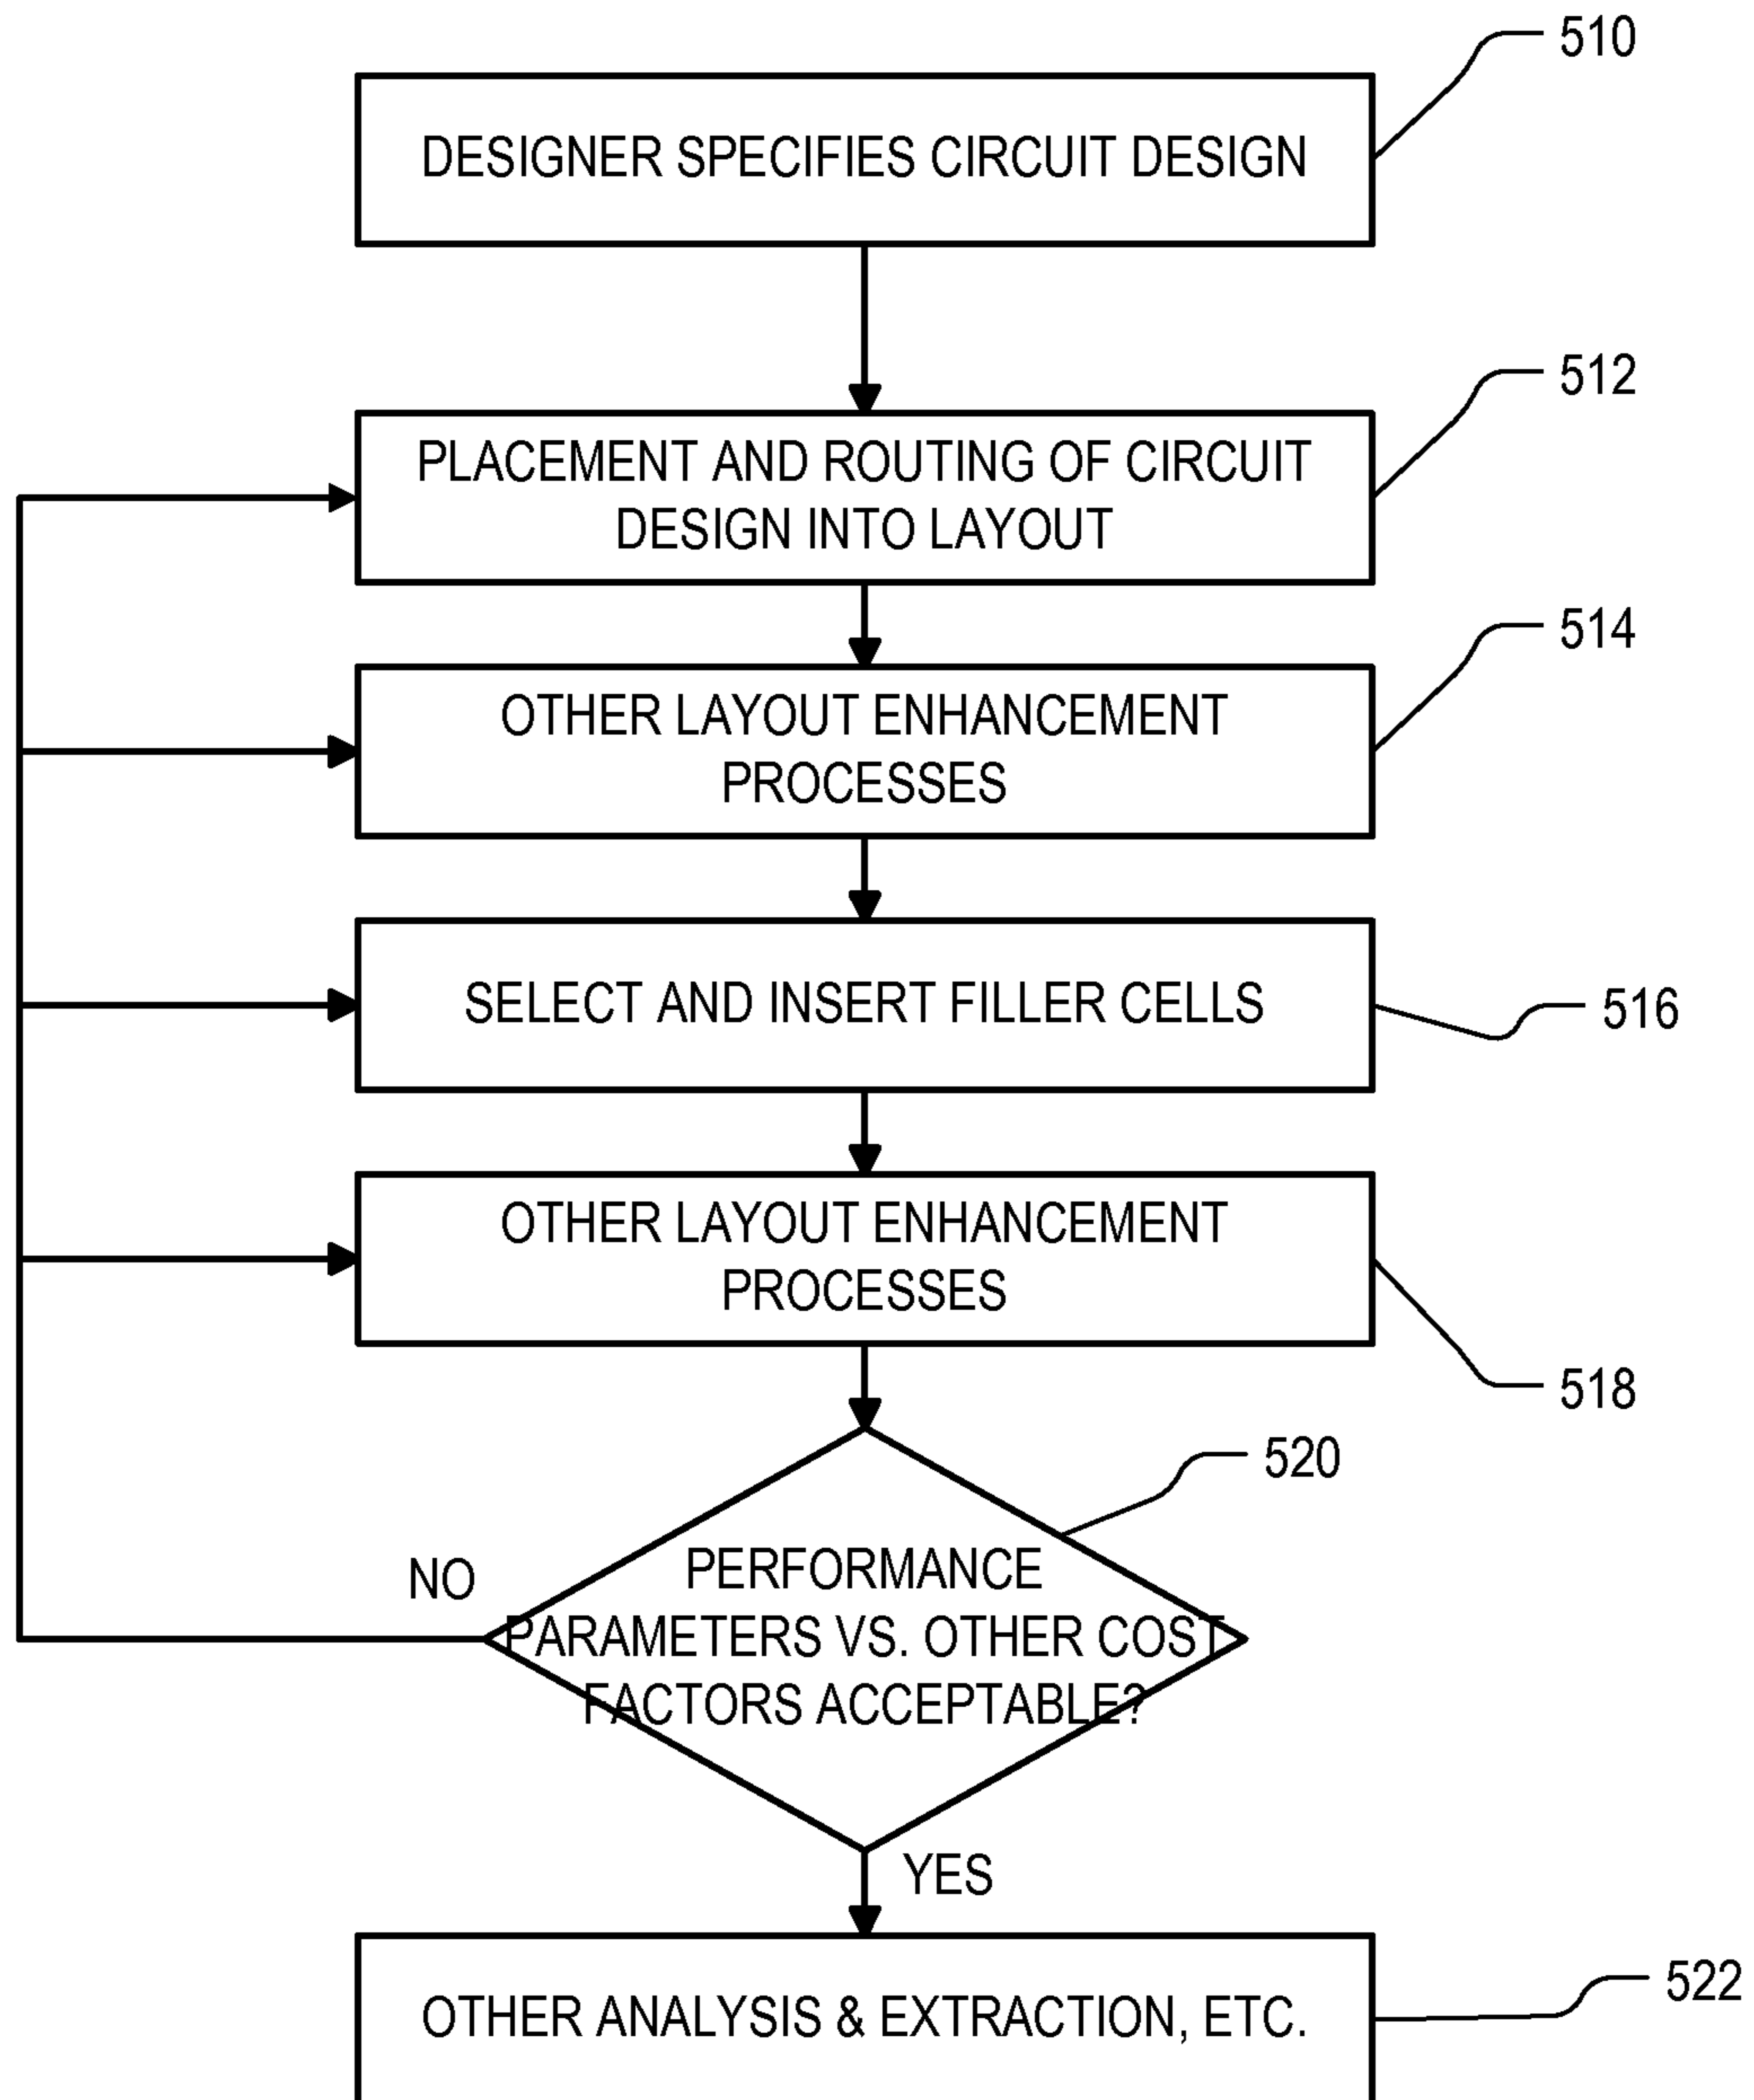 510
DESIGNER SPECIFIES CIRCUIT DESIGN
512
PLACEMENT AND ROUTING OF CIRCUIT
DESIGN INTO LAYOUT
514
OTHER LAYOUT ENHANCEMENT
PROCESSES
SELECT AND INSERT FILLER CELLS
516
OTHER LAYOUT ENHANCEMENT
PROCESSES
518
520
NO
PERFORMANCE
PARAMETERS VS. OTHER COST
FACTORS ACCEPTABLE?
YES
522
OTHER ANALYSIS & EXTRACTION, ETC.